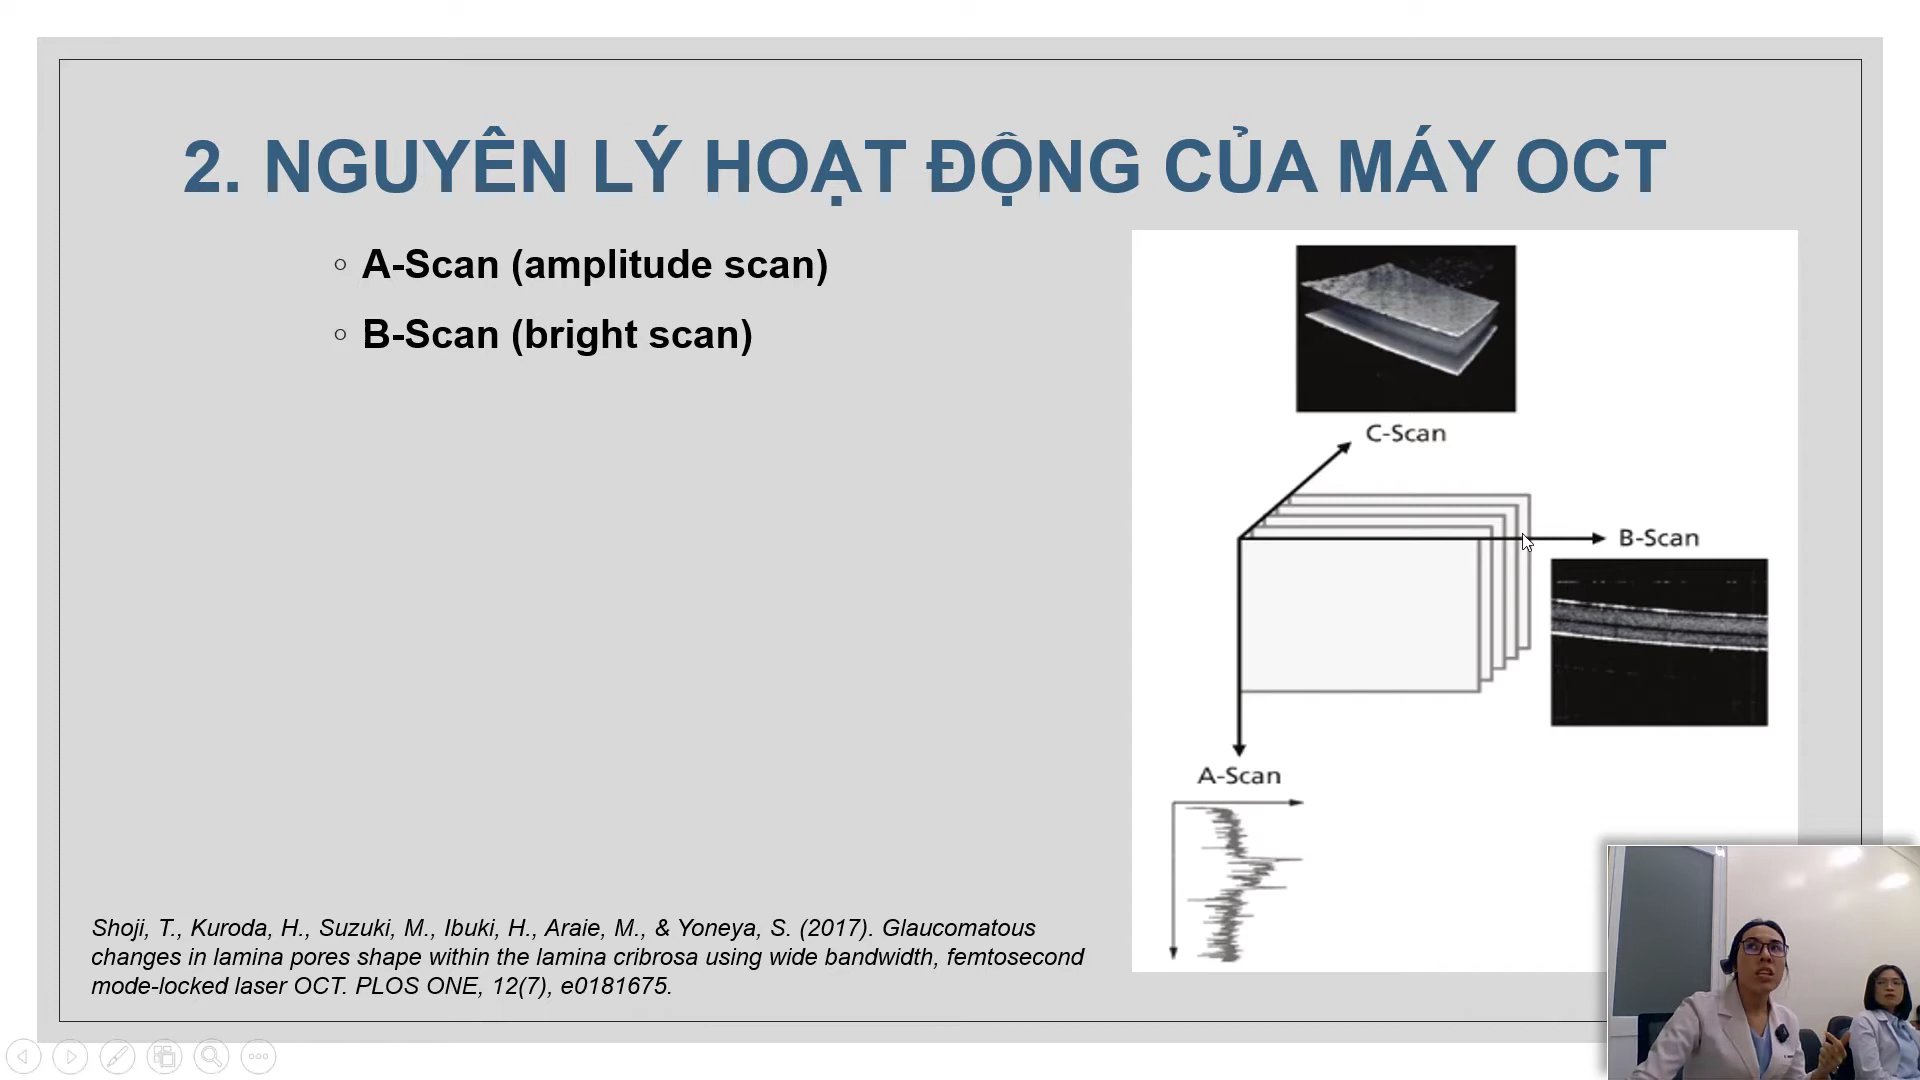 2. NGUYÊN LÝ HOẠT ĐỘNG CỦA MÁY OCT
A-Scan (amplitude scan)
B-Scan (bright scan)
C-Scan
B-Scan
A-Scan
Shoji, T., Kuroda, H., Suzuki, M., Ibuki, H., Araie, M., & Yoneya, S. (2017). Glaucomatous
changes in lamina pores shape within the lamina cribrosa using wide bandwidth, femtosecond
mode-locked laser OCT. PLOS ONE, 12(7), e0181675.